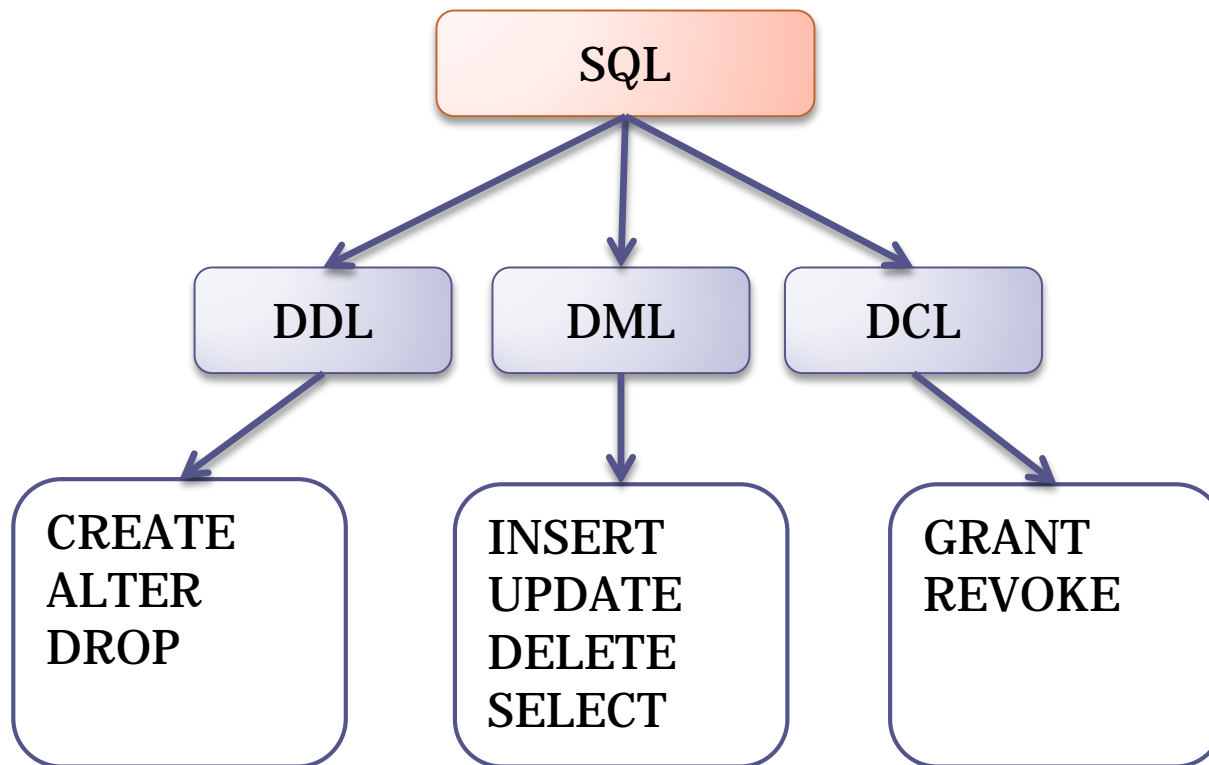 SQL
DDL
DML
DCL
CREATE
ALTER
DROP
INSERT
UPDATE
DELETE
SELECT
GRANT
REVOKE